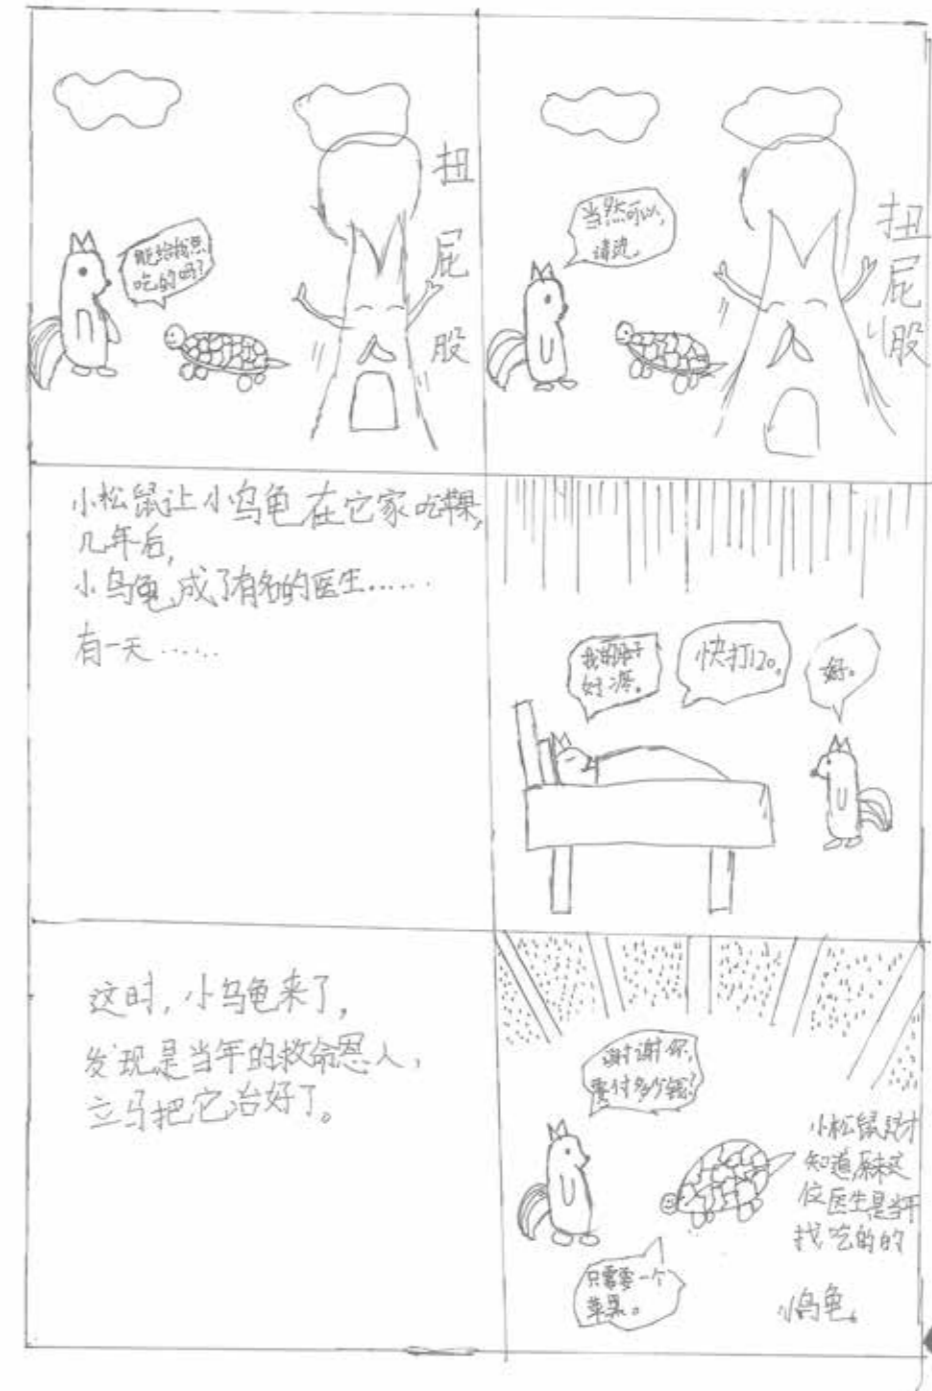 能给我点
吃的吗?
扭
屁
股
当然可以,
请进。
扭
屁
股
小松鼠让小乌龟在它家吃苹果,
几年后,
小乌龟成了有名的医生……
有一天……
我的肚子
好凉。
快打120。
好。
这时,小乌龟来了,
发现是当年的救命恩人,
立马把它治好了。
谢谢你,
要付多少钱?
只需要一个
苹果。
小松鼠这才
知道原来这
位医生是当年
找吃的的
小乌龟。